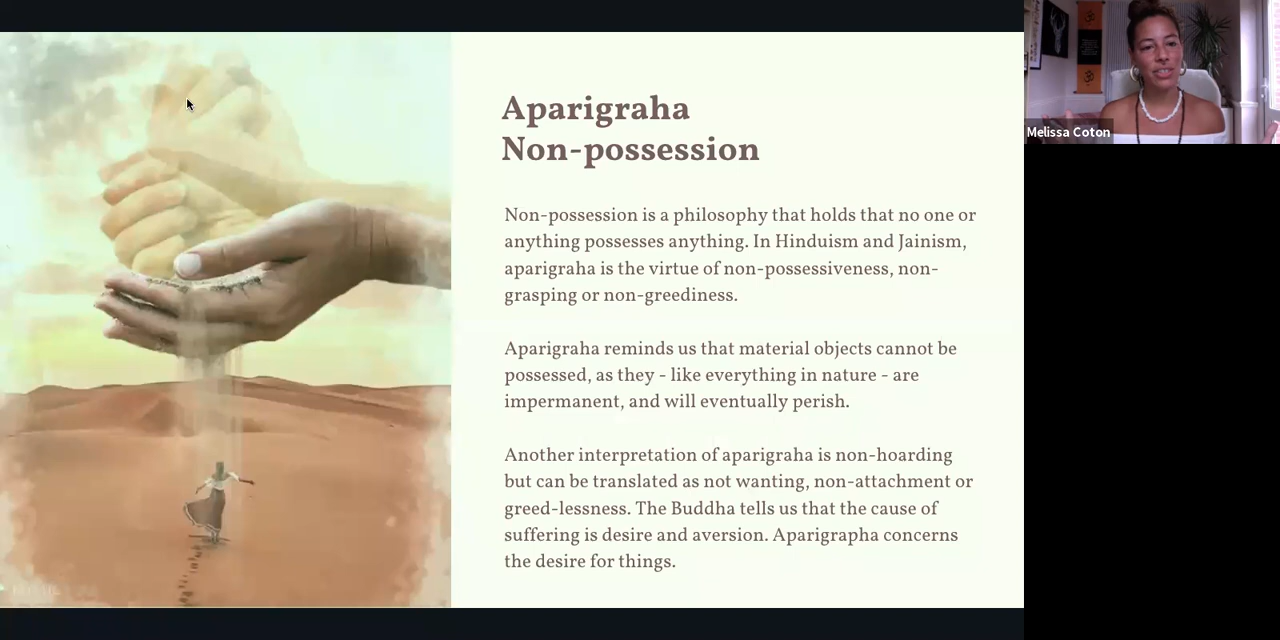 Aparigraha
Non-possession
Non-possession is a philosophy that holds that no one or
anything possesses anything. In Hinduism and Jainism,
aparigraha is the virtue of non-possessiveness, non-
grasping or non-greediness.
Aparigraha reminds us that material objects cannot be
possessed, as they - like everything in nature - are
impermanent, and will eventually perish.
Another interpretation of aparigraha is non-hoarding
but can be translated as not wanting, non-attachment or
greed-lessness. The Buddha tells us that the cause of
suffering is desire and aversion. Aparigrapha concerns
the desire for things.
Melissa Coton
ॐ
ॐ